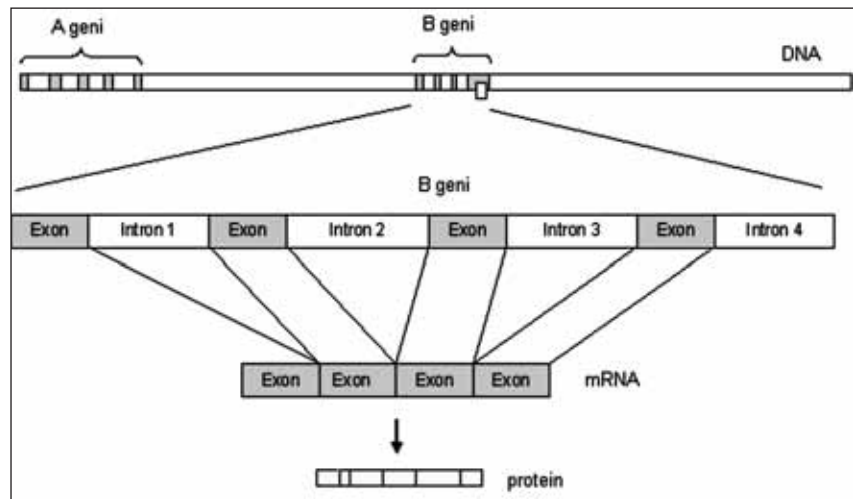 A geni
B geni
DNA
B geni
Exon Intron 1 Exon Intron 2 Exon Intron 3 Exon Intron 4
Exon Exon Exon Exon mRNA
protein